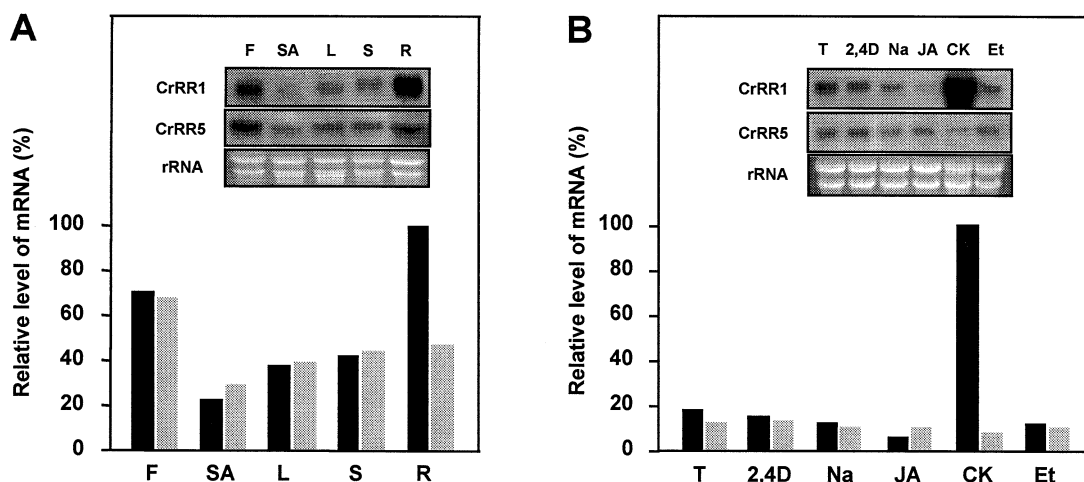 A
F SA L S R
CrRR1
CrRR5
rRNA
Relative level of mRNA (%)
100
80
60
40
20
0
F SA L S R
B
T 2,4D Na JA CK Et
CrRR1
CrRR5
rRNA
Relative level of mRNA (%)
100
80
60
40
20
0
T 2.4D Na JA CK Et